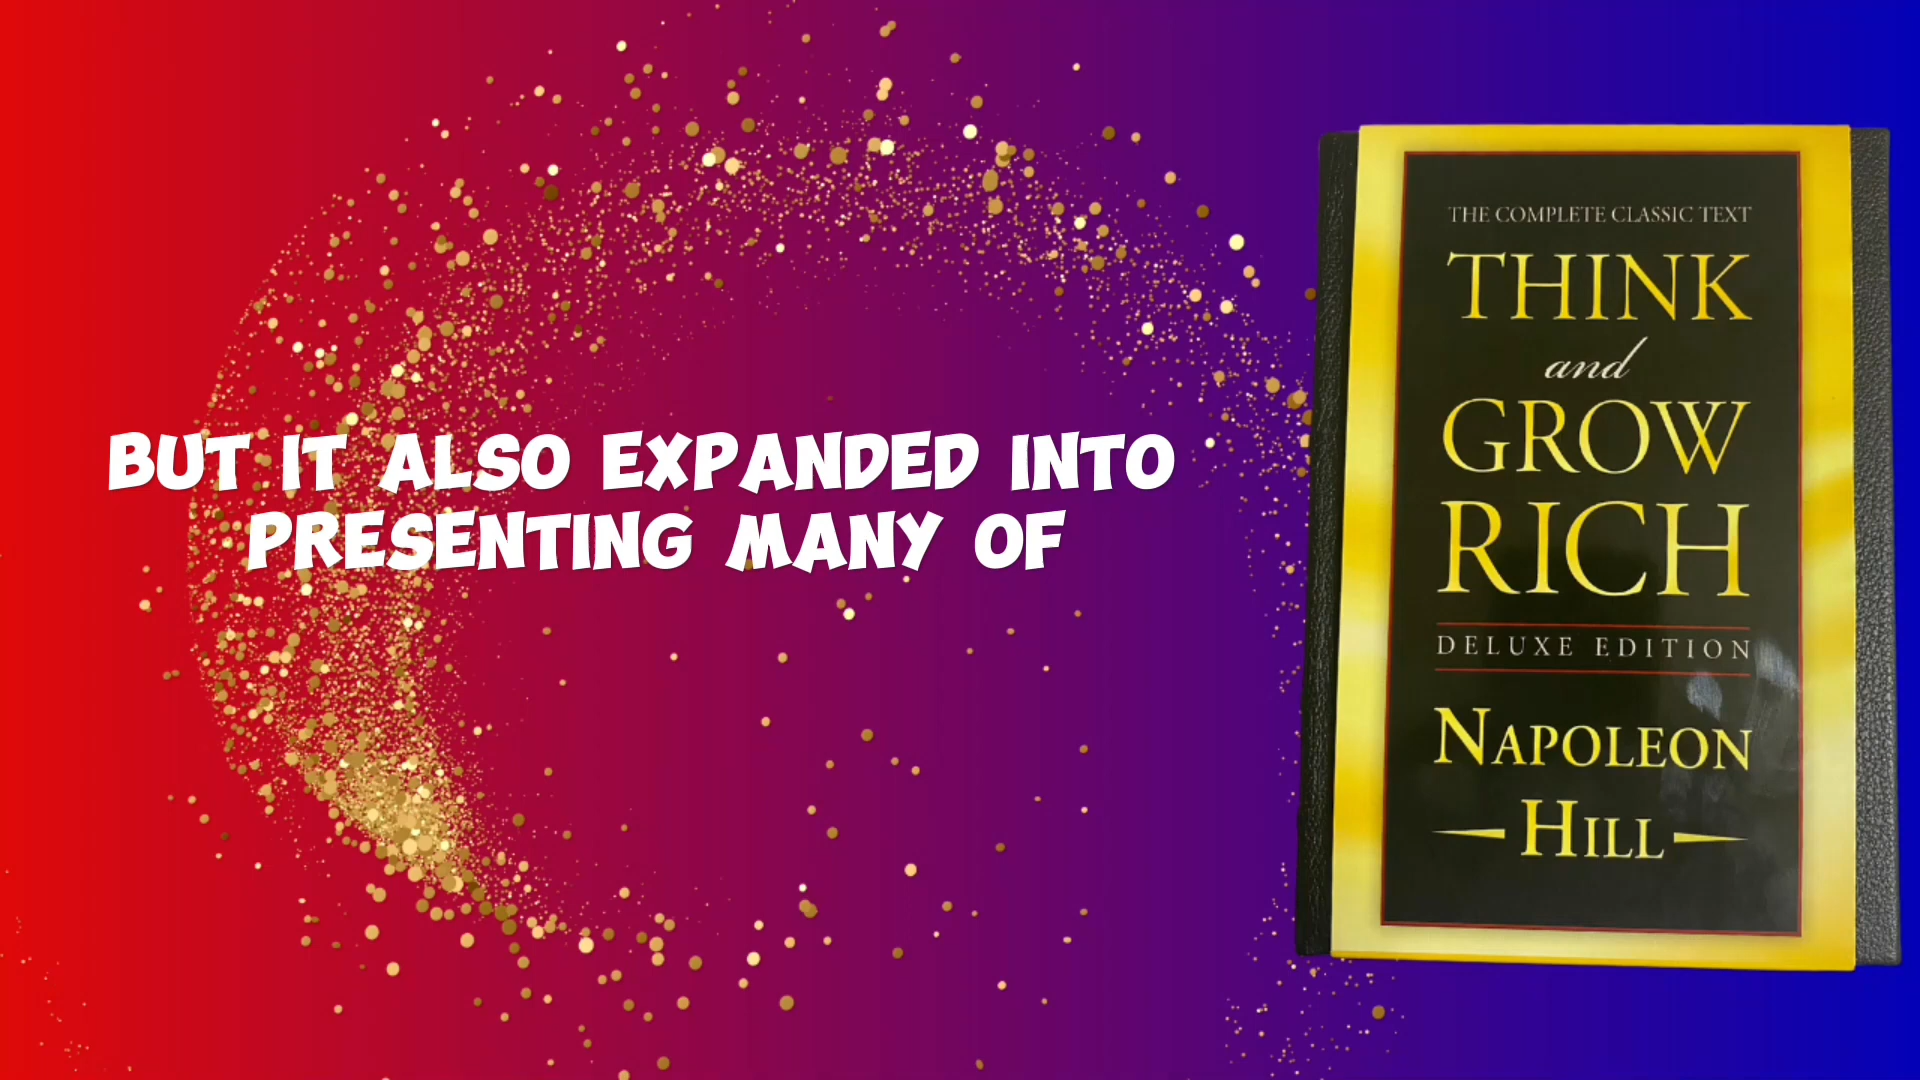 BUT IT ALSO EXPANDED INTO
PRESENTING MANY OF
THE COMPLETE CLASSIC TEXT
THINK
and
GROW
RICH
DELUXE EDITION
NAPOLEON
HILL